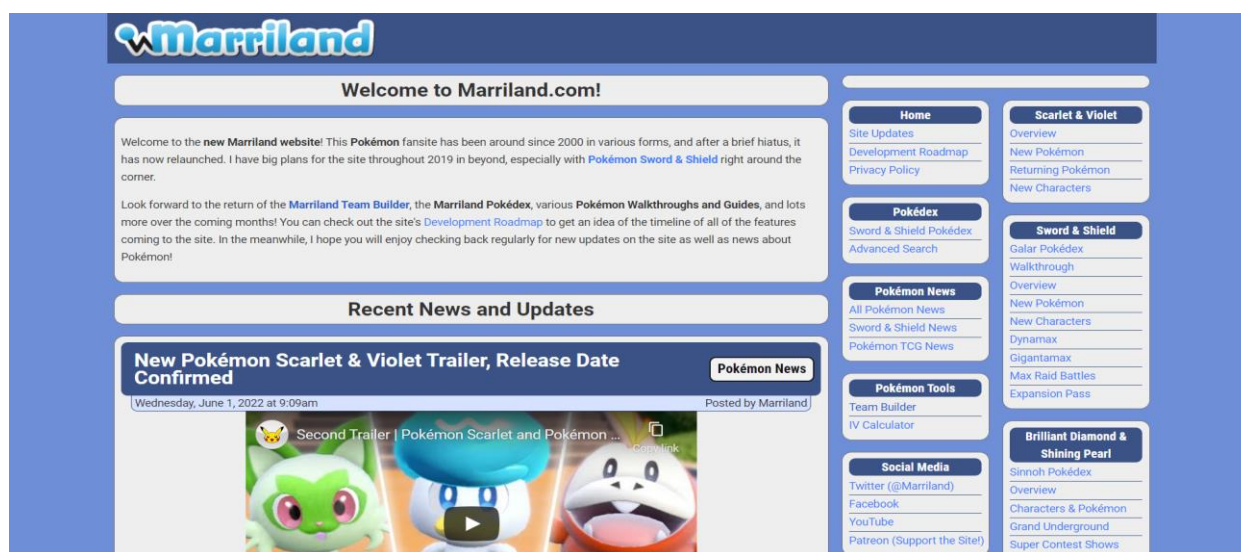 Marriland
Welcome to Marriland.com!
Welcome to the new Marriland website! This Pokémon fansite has been around since 2000 in various forms, and after a brief hiatus, it
has now relaunched. I have big plans for the site throughout 2019 in beyond, especially with Pokémon Sword & Shield right around the
corner.
Look forward to the return of the Marriland Team Builder, the Marriland Pokédex, various Pokémon Walkthroughs and Guides, and lots
more over the coming months! You can check out the site's Development Roadmap to get an idea of the timeline of all of the features
coming to the site. In the meanwhile, I hope you will enjoy checking back regularly for new updates on the site as well as news about
Pokémon!
Recent News and Updates
New Pokémon Scarlet & Violet Trailer, Release Date
Confirmed
Pokémon News
Wednesday, June 1, 2022 at 9:09am
Posted by Marriland
Second Trailer | Pokémon Scarlet and Pokémon ...
Copy link
Home
Site Updates
Development Roadmap
Privacy Policy
Pokédex
Sword & Shield Pokédex
Advanced Search
Pokémon News
All Pokémon News
Sword & Shield News
Pokémon TCG News
Pokémon Tools
Team Builder
IV Calculator
Social Media
Twitter (@Marriland)
Facebook
YouTube
Patreon (Support the Site!)
Scarlet & Violet
Overview
New Pokémon
Returning Pokémon
New Characters
Sword & Shield
Galar Pokédex
Walkthrough
Overview
New Pokémon
New Characters
Dynamax
Gigantamax
Max Raid Battles
Expansion Pass
Brilliant Diamond &
Shining Pearl
Sinnoh Pokédex
Overview
Characters & Pokémon
Grand Underground
Super Contest Shows